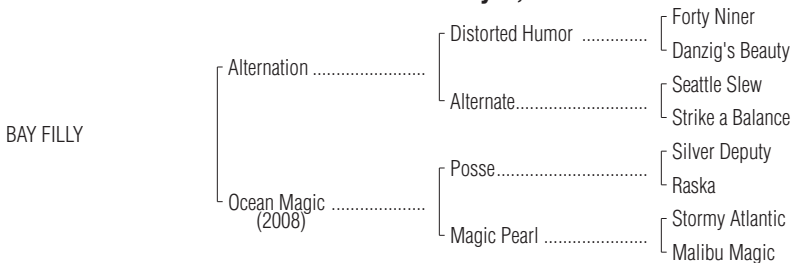 Forty Niner
Distorted Humor ..............
Danzig's Beauty
Alternation ........................
Seattle Slew
Alternate............................
Strike a Balance
BAY FILLY
Silver Deputy
Posse................................
Raska
Ocean Magic ....................
(2008)
Stormy Atlantic
Magic Pearl ......................
Malibu Magic